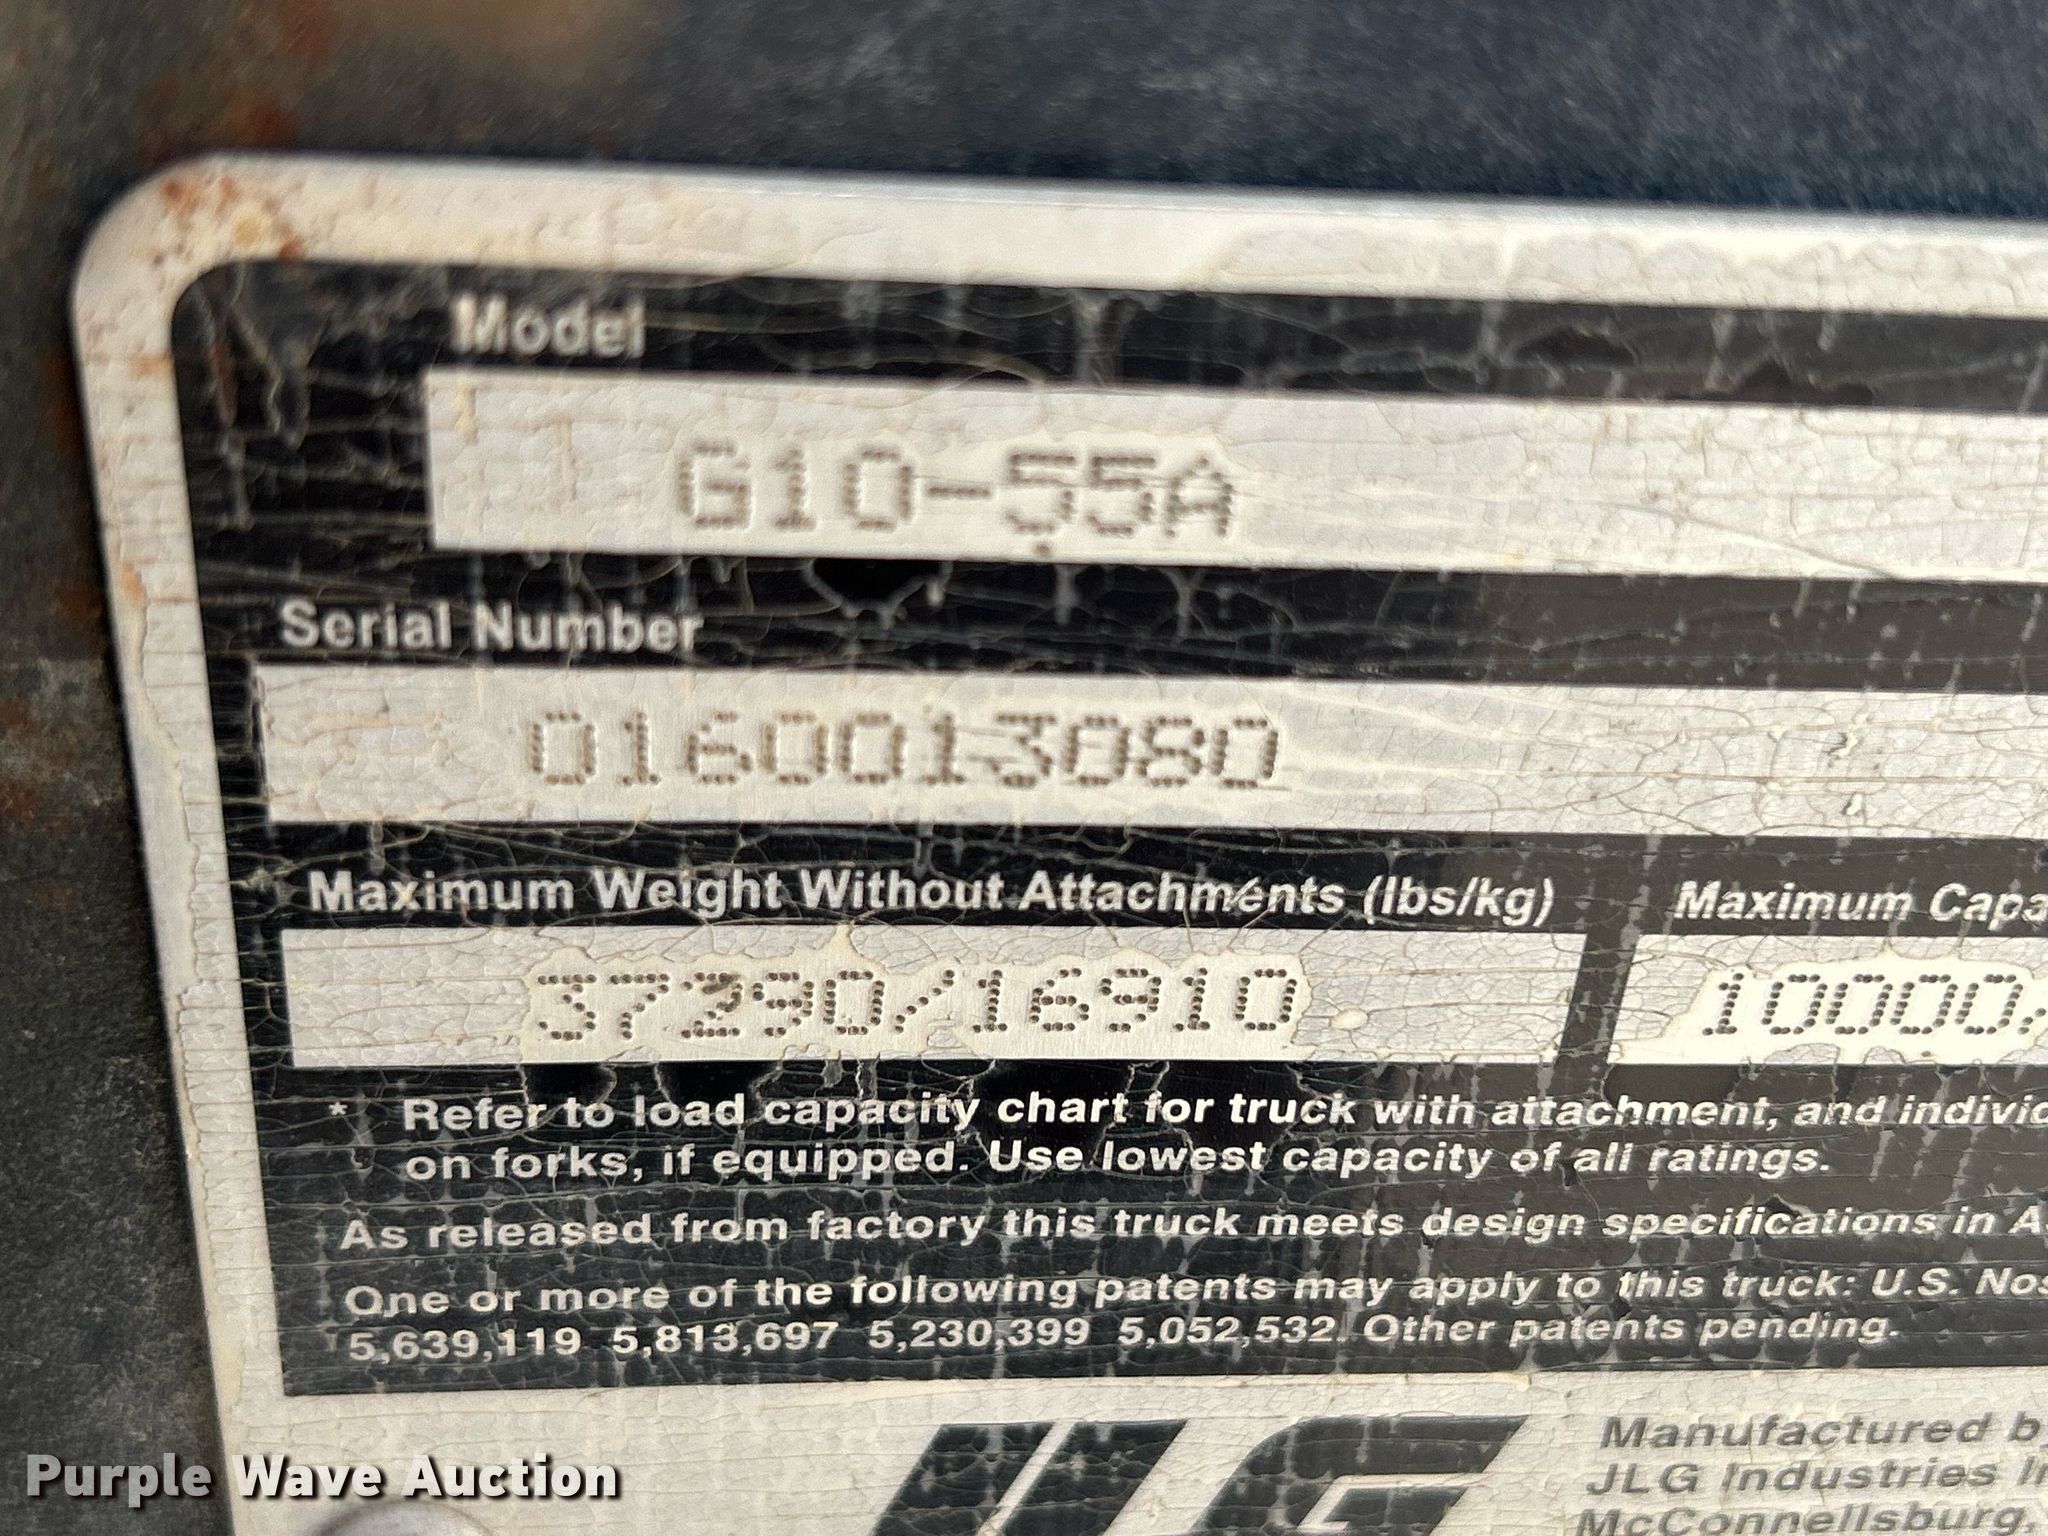 Model
G10-55A
Serial Number
0160013080
Maximum Weight Without Attachments (lbs/kg)
Maximum Capa
37290/16910
10000
* Refer to load capacity chart for truck with attachment, and individ
on forks, if equipped. Use lowest capacity of all ratings.
As released from factory this truck meets design specifications in A
One or more of the following patents may apply to this truck: U.S. Nos
5,639,119 5,813,697 5,230,399 5,052,532. Other patents pending.
JLG
Manufactured b
JLG Industries In
McConnellsburg,
Purple Wave Auction